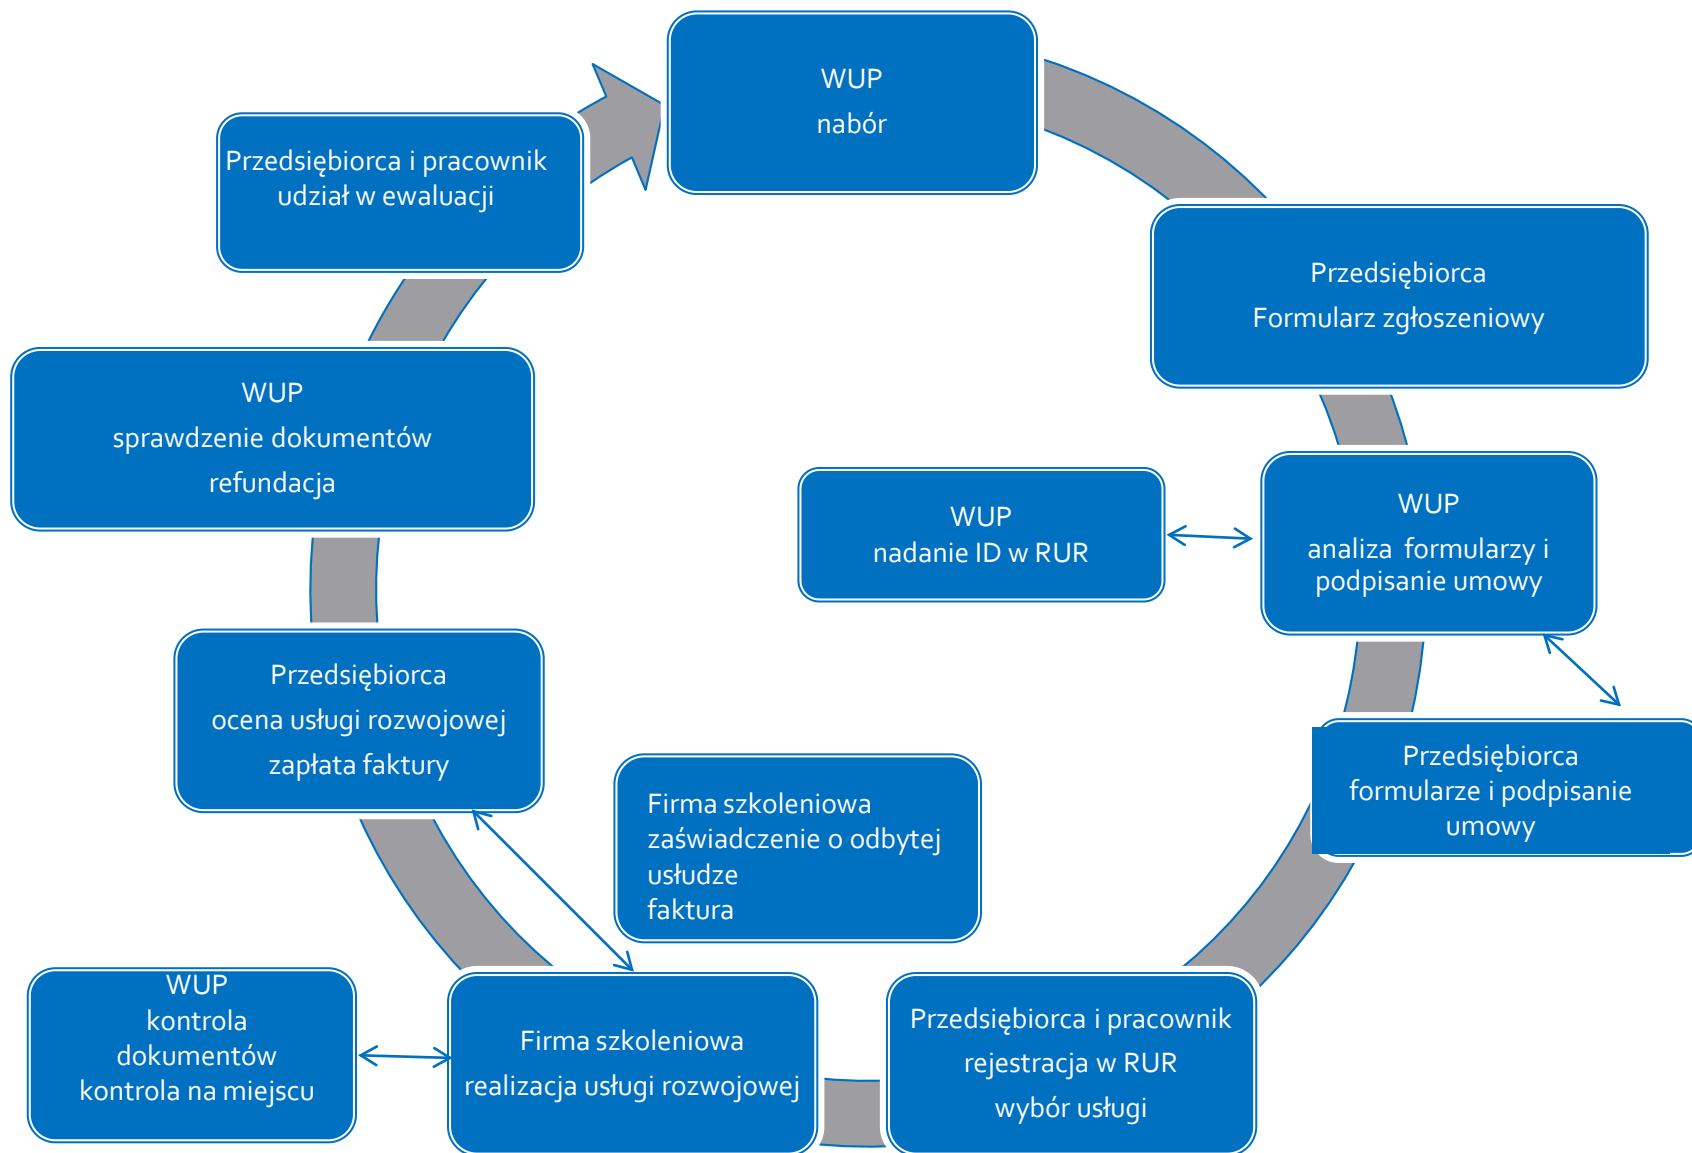 WUP
nabór
Przedsiębiorca
Formularz zgłoszeniowy
WUP
analiza formularzy i
podpisanie umowy
WUP
nadanie ID w RUR
Przedsiębiorca
formularze i podpisanie
umowy
Przedsiębiorca i pracownik
rejestracja w RUR
wybór usługi
Firma szkoleniowa
realizacja usługi rozwojowej
WUP
kontrola
dokumentów
kontrola na miejscu
Firma szkoleniowa
zaświadczenie o odbytej
usłudze
faktura
Przedsiębiorca
ocena usługi rozwojowej
zapłata faktury
WUP
sprawdzenie dokumentów
refundacja
Przedsiębiorca i pracownik
udział w ewaluacji